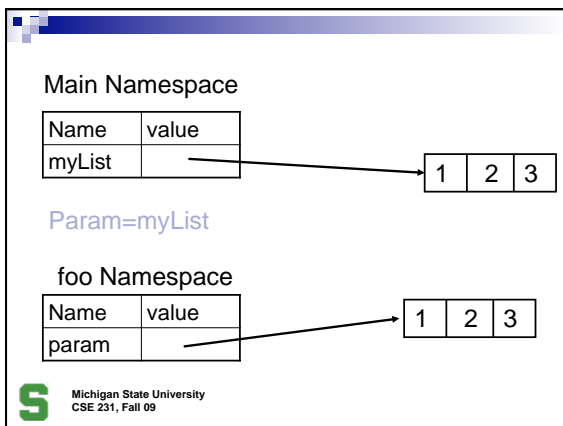 Main Namespace
Name value
myList
1 2 3
Param=myList
foo Namespace
Name value
param
1 2 3
S
Michigan State University
CSE 231, Fall 09